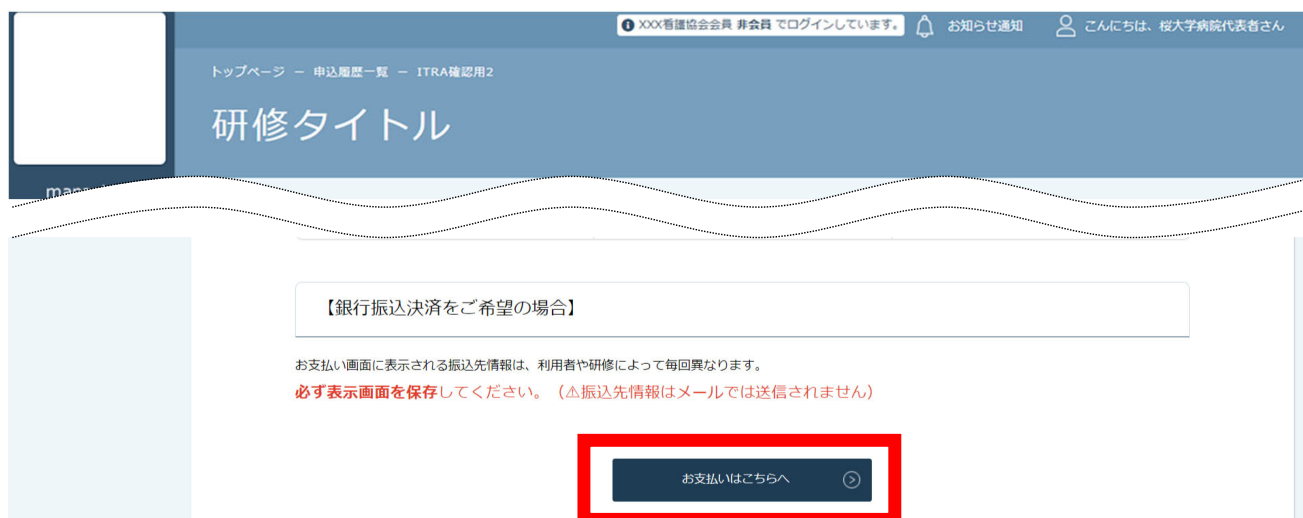 XXX看護協会会員 非会員 でログインしています。 お知らせ通知 こんにちは、桜大学病院代表者さん
トップページ － 申込履歴一覧 － ITRA確認用2
研修タイトル
【銀行振込決済をご希望の場合】
お支払い画面に表示される振込先情報は、利用者や研修によって毎回異なります。
必ず表示画面を保存してください。（⚠振込先情報はメールでは送信されません）
お支払いはこちらへ